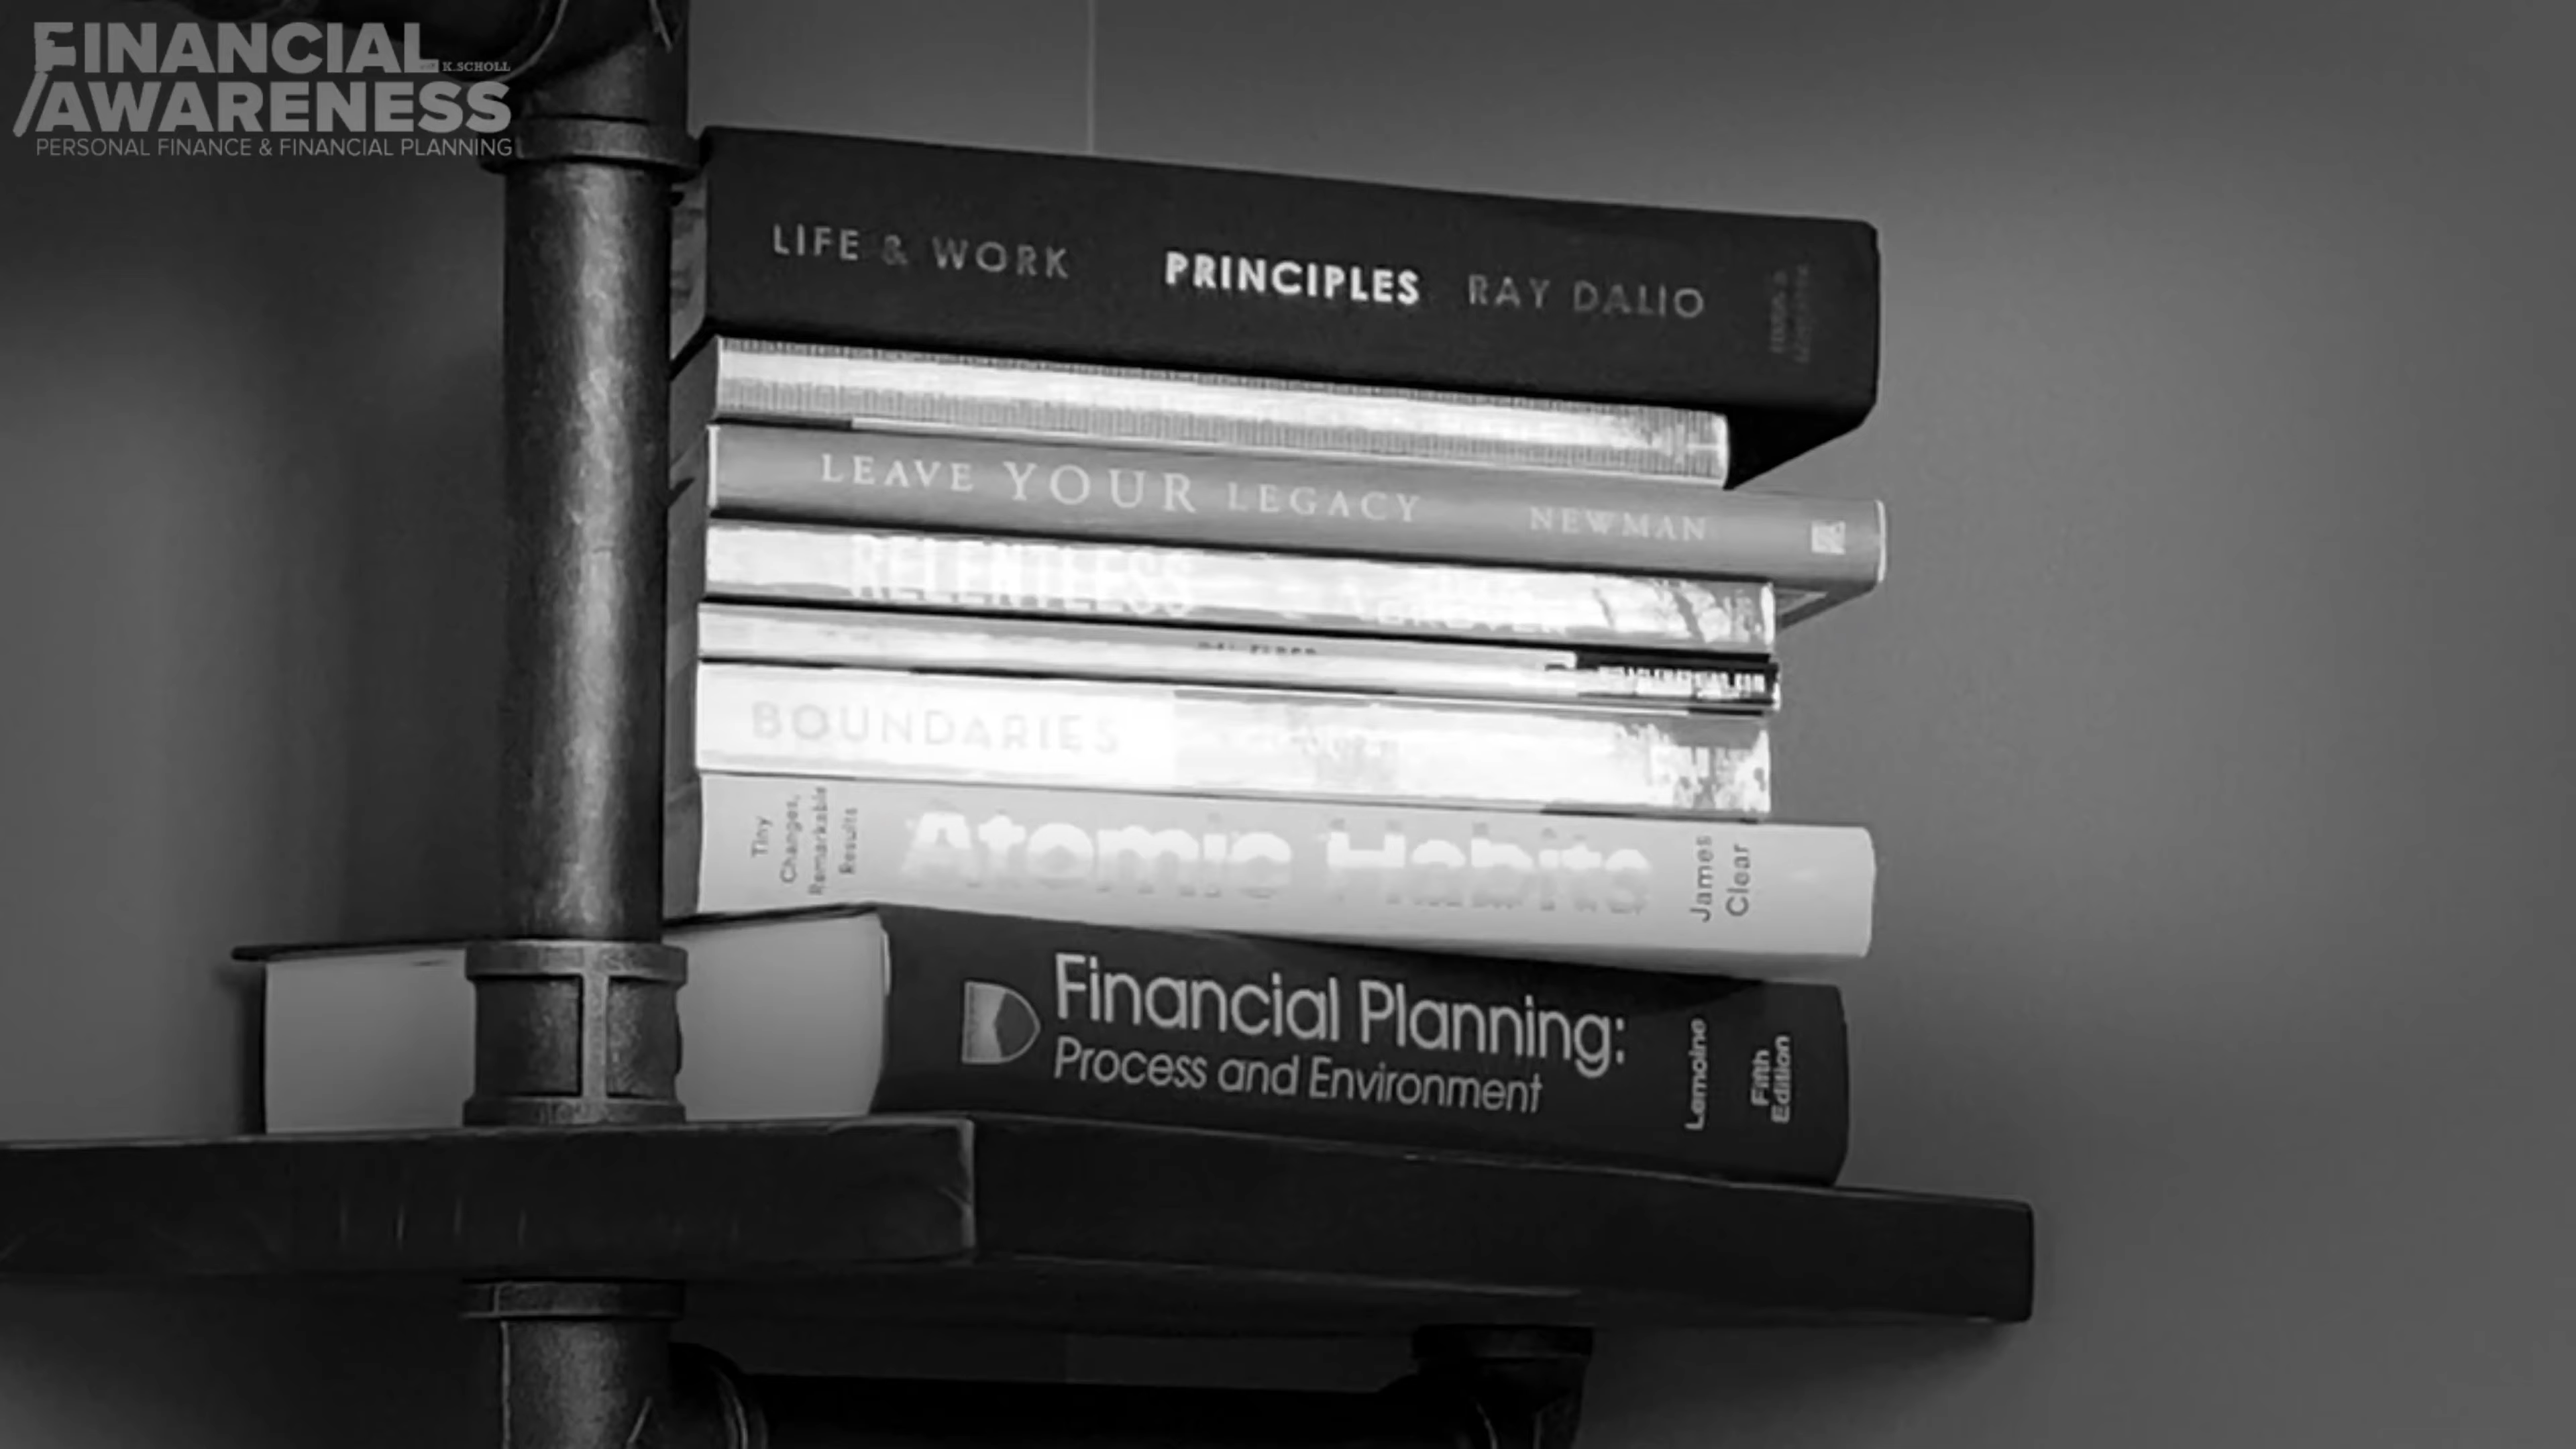 FINANCIAL
K.SCHOLL
AWARENESS
PERSONAL FINANCE & FINANCIAL PLANNING
LIFE & WORK PRINCIPLES RAY DALIO
LEAVE YOUR LEGACY NEWMAN
RELENTLESS GROVER
BOUNDARIES
Tiny
Changes,
Remarkable
Results
Atomic Habits
James
Clear
Financial Planning:
Process and Environment
Lemoine
Fifth
Edition